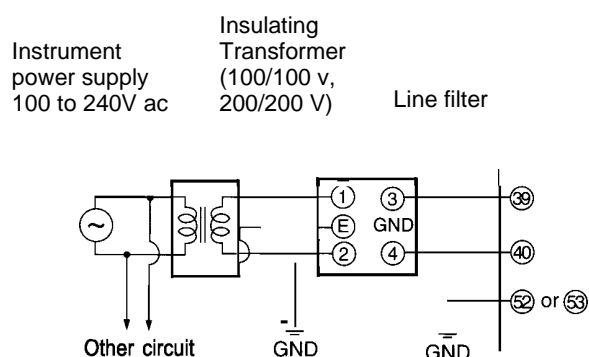 Instrument
power supply
100 to 240V ac
Insulating
Transformer
(100/100 v,
200/200 V)
Line filter
1
3
39
E
GND
2
4
40
52 or 53
~
Other circuit
GND
GND